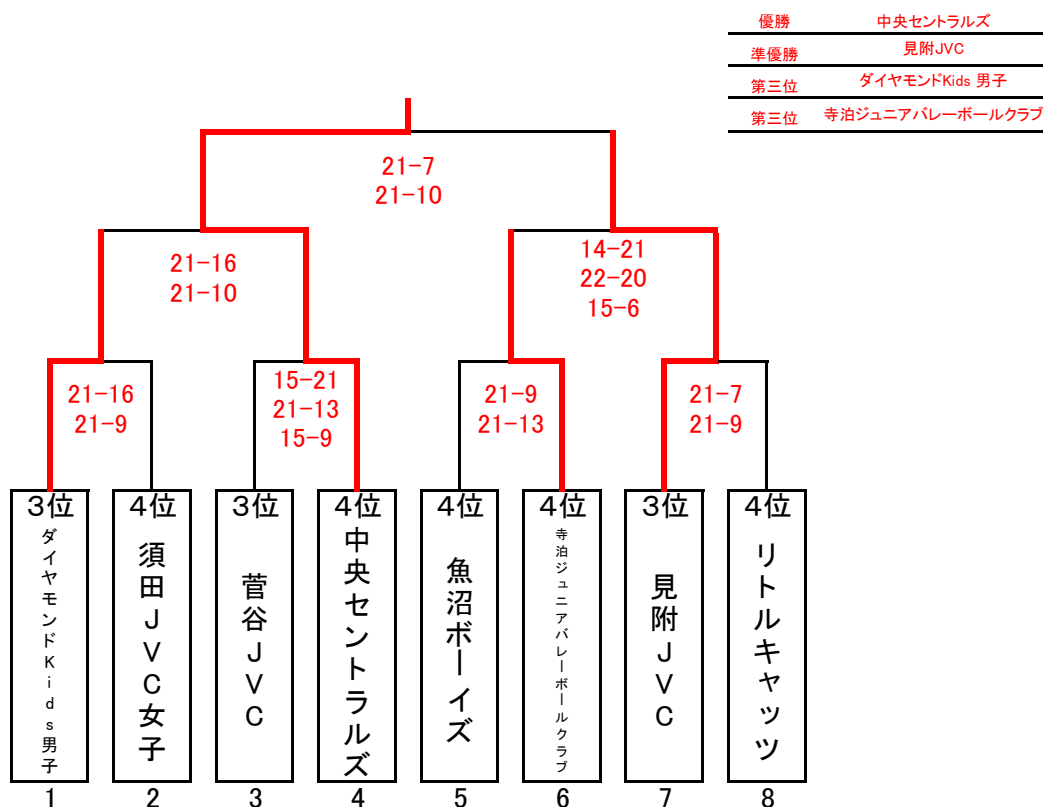 優勝 中央セントラルズ
準優勝 見附JVC
第三位 ダイヤモンドKids 男子
第三位 寺泊ジュニアバレーボールクラブ
21-7
21-10
21-16
21-10
14-21
22-20
15-6
21-16
21-9
15-21
21-13
15-9
21-9
21-13
21-7
21-9
3位
ダイヤモンドKids男子
1
4位
須田JVC女子
2
3位
菅谷JVC
3
4位
中央セントラルズ
4
4位
魚沼ボーイズ
5
4位
寺泊ジュニアバレーボールクラブ
6
3位
見附JVC
7
4位
リトルキャッツ
8